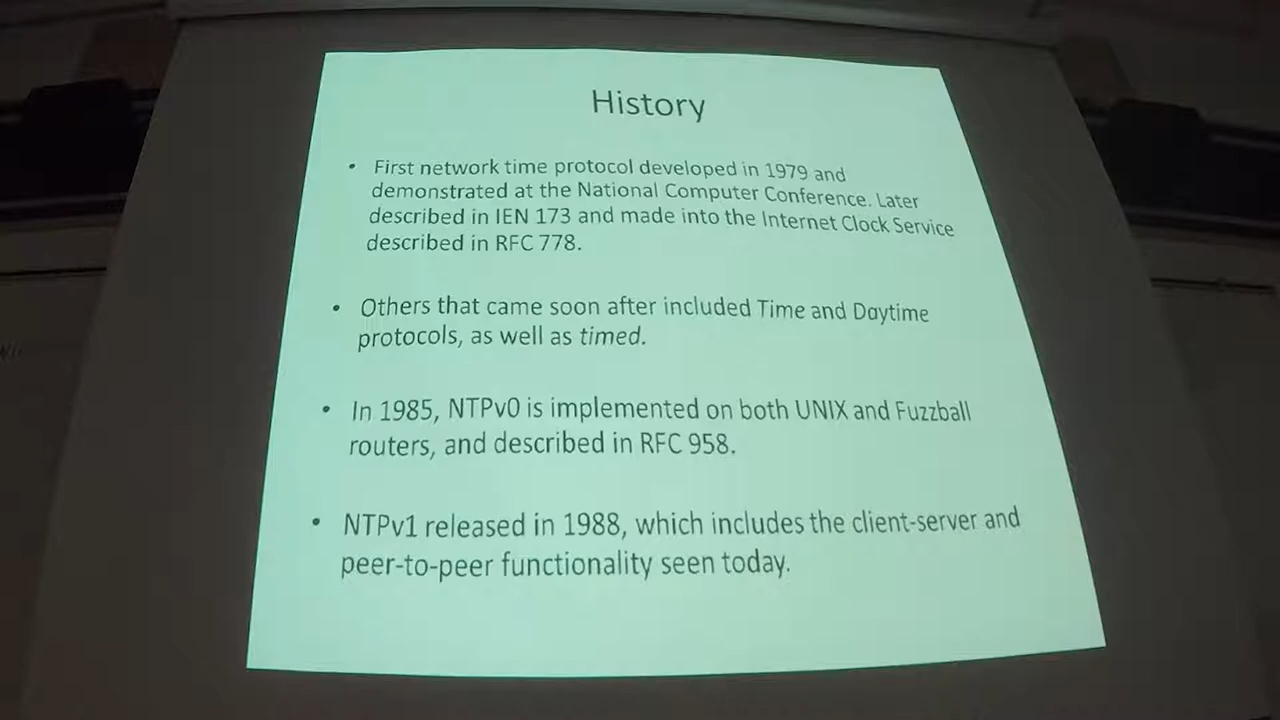 History
• First network time protocol developed in 1979 and
demonstrated at the National Computer Conference. Later
described in IEN 173 and made into the Internet Clock Service
described in RFC 778.
• Others that came soon after included Time and Daytime
protocols, as well as timed.
• In 1985, NTPv0 is implemented on both UNIX and Fuzzball
routers, and described in RFC 958.
• NTPv1 released in 1988, which includes the client-server and
peer-to-peer functionality seen today.